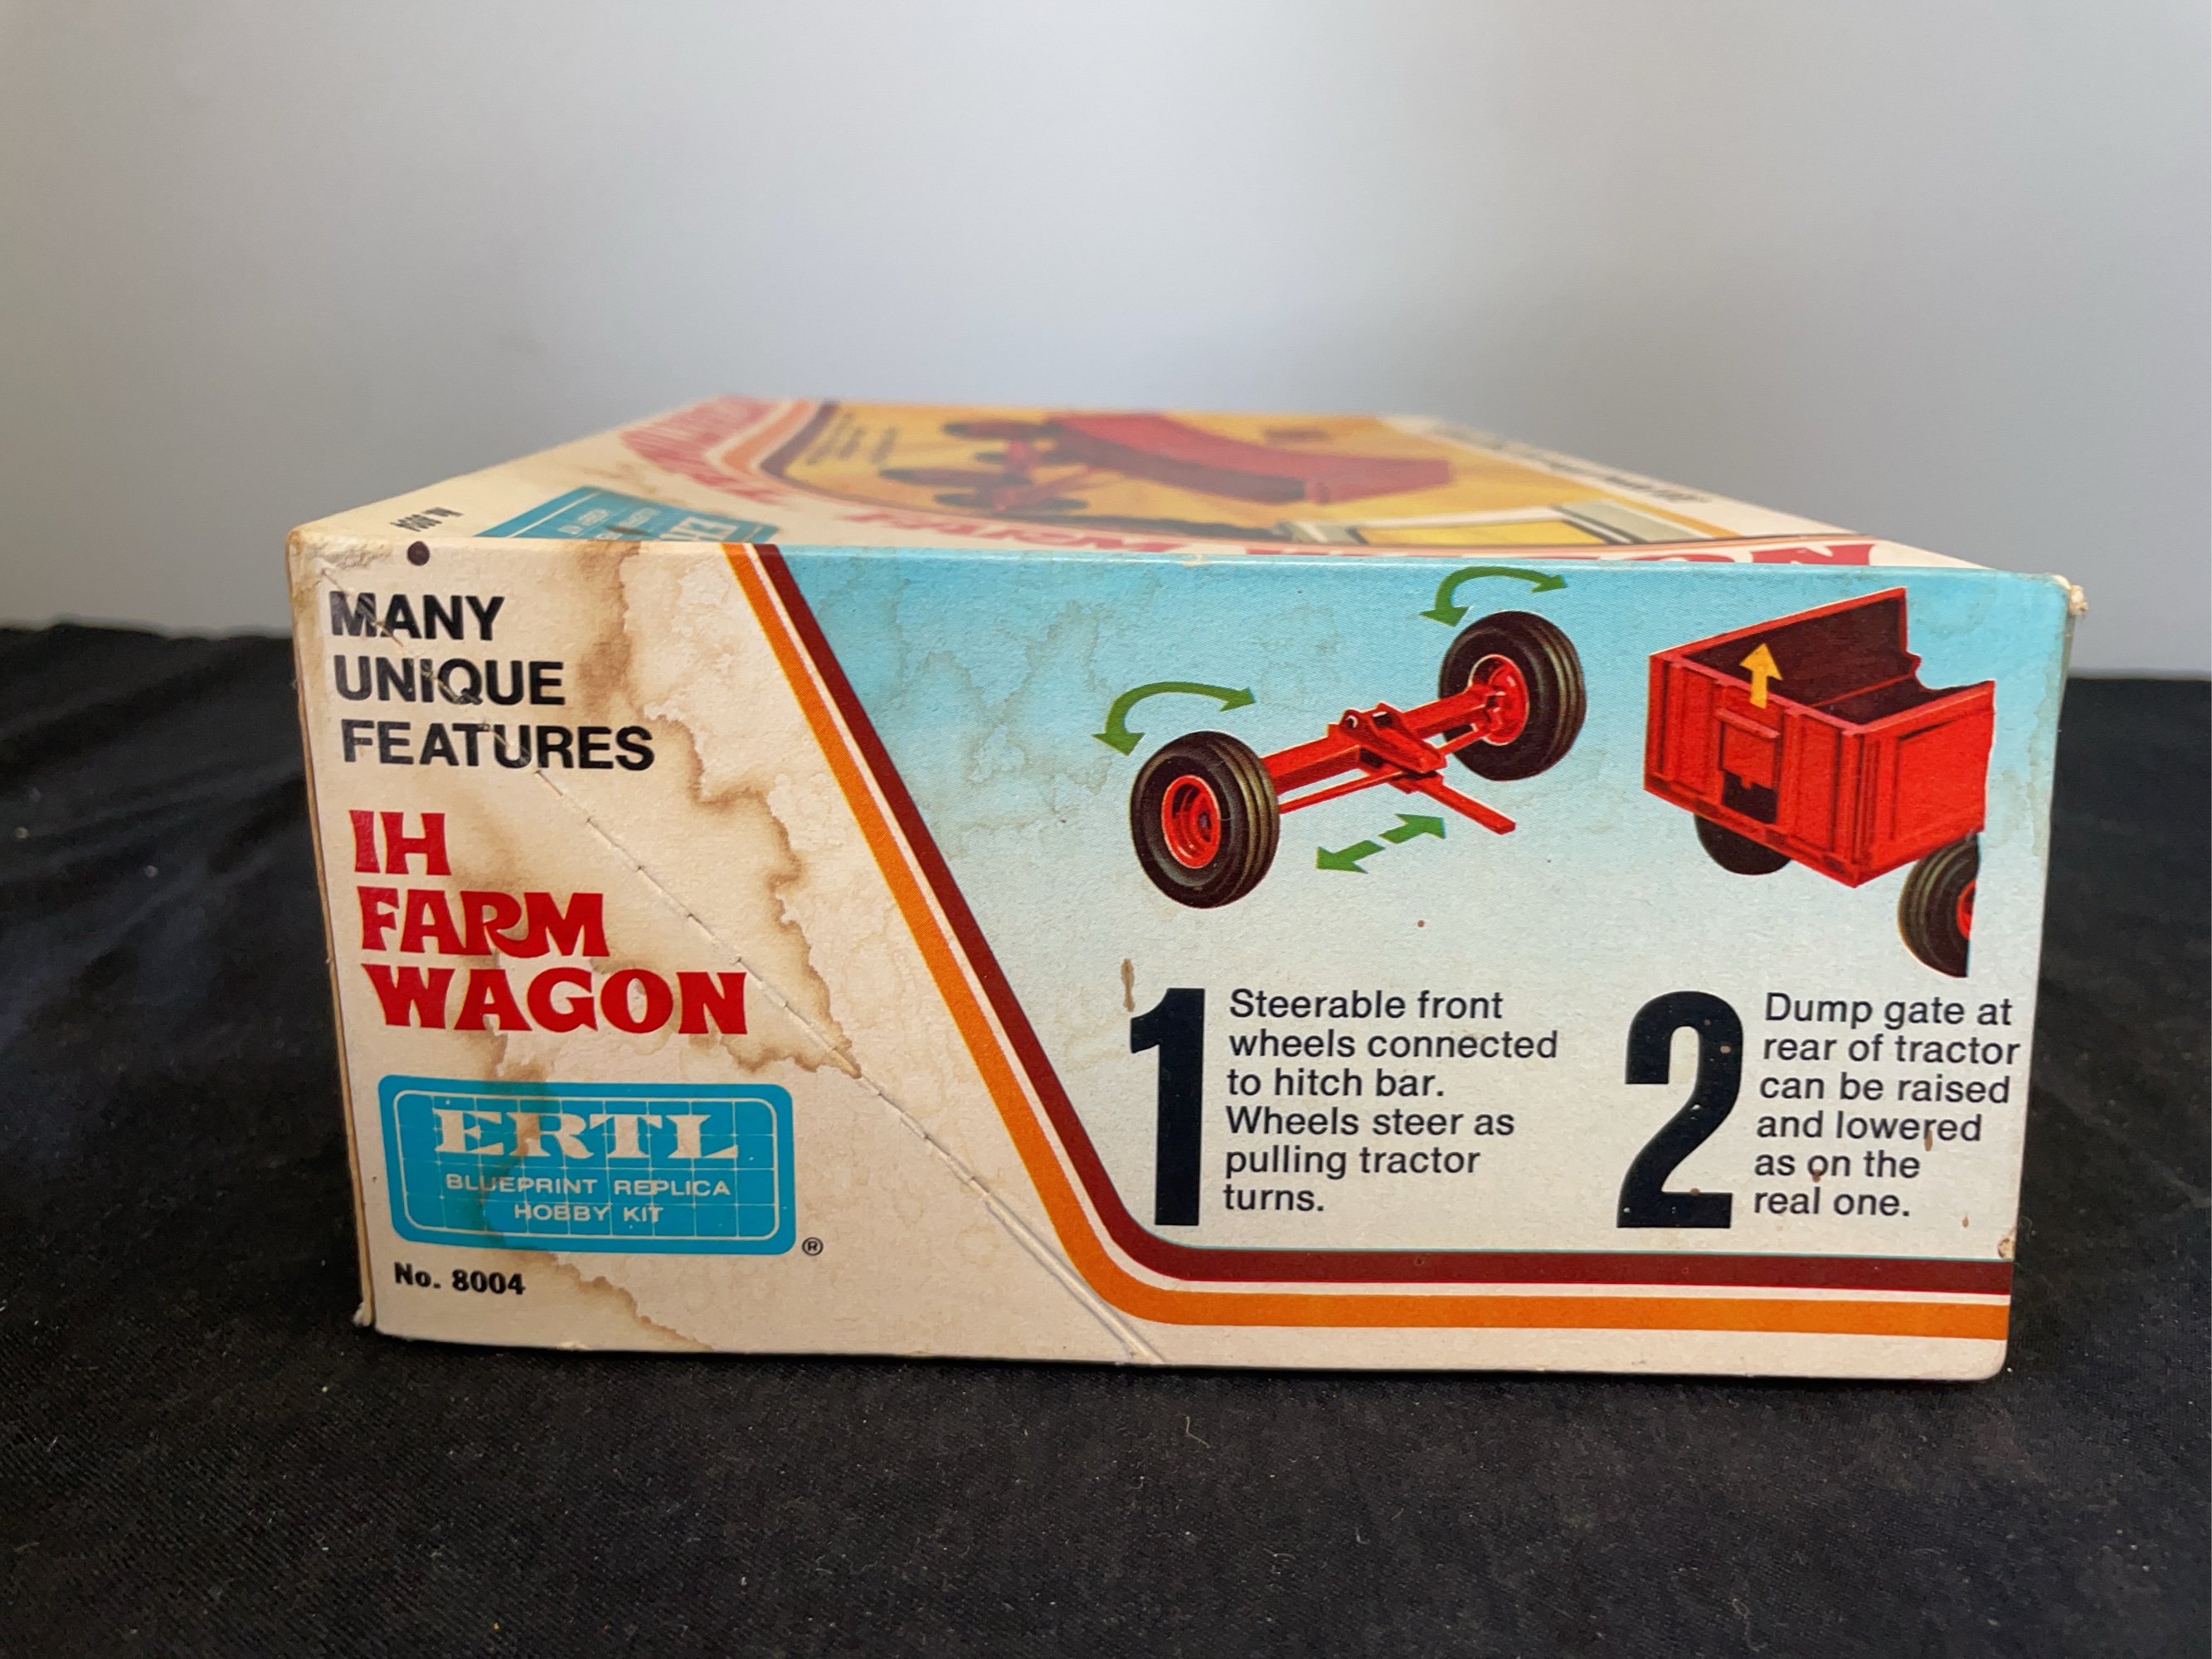 No. 8004
MANY
UNIQUE
FEATURES
IH
FARM
WAGON
ERTL
BLUEPRINT REPLICA
HOBBY KIT
®
No. 8004
1
Steerable front
wheels connected
to hitch bar.
Wheels steer as
pulling tractor
turns.
2
Dump gate at
rear of tractor
can be raised
and lowered
as on the
real one.